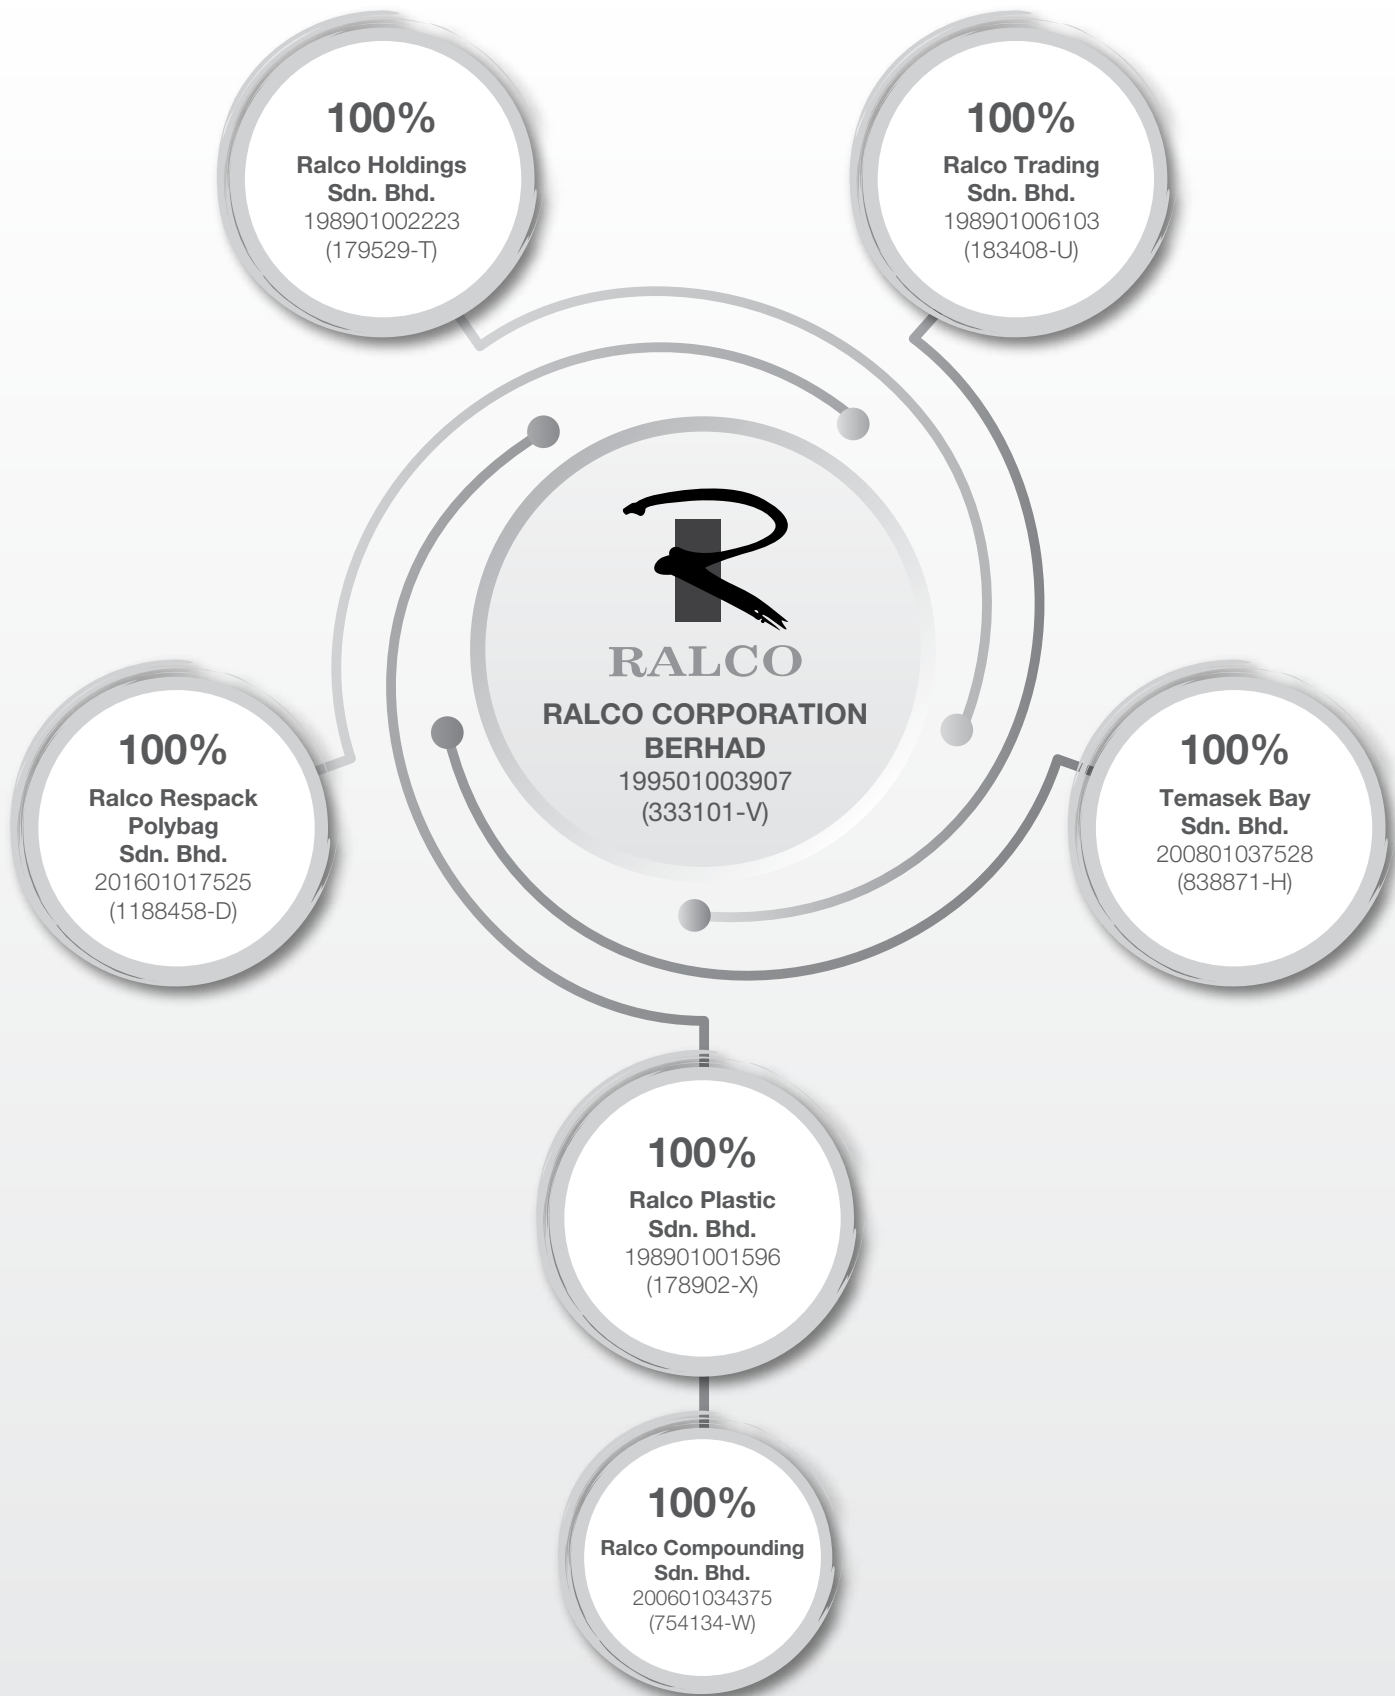 100%
Ralco Holdings
Sdn. Bhd.
198901002223
(179529-T)
100%
Ralco Trading
Sdn. Bhd.
198901006103
(183408-U)
R
RALCO
RALCO CORPORATION
BERHAD
199501003907
(333101-V)
100%
Ralco Respack
Polybag
Sdn. Bhd.
201601017525
(1188458-D)
100%
Temasek Bay
Sdn. Bhd.
200801037528
(838871-H)
100%
Ralco Plastic
Sdn. Bhd.
198901001596
(178902-X)
100%
Ralco Compounding
Sdn. Bhd.
200601034375
(754134-W)